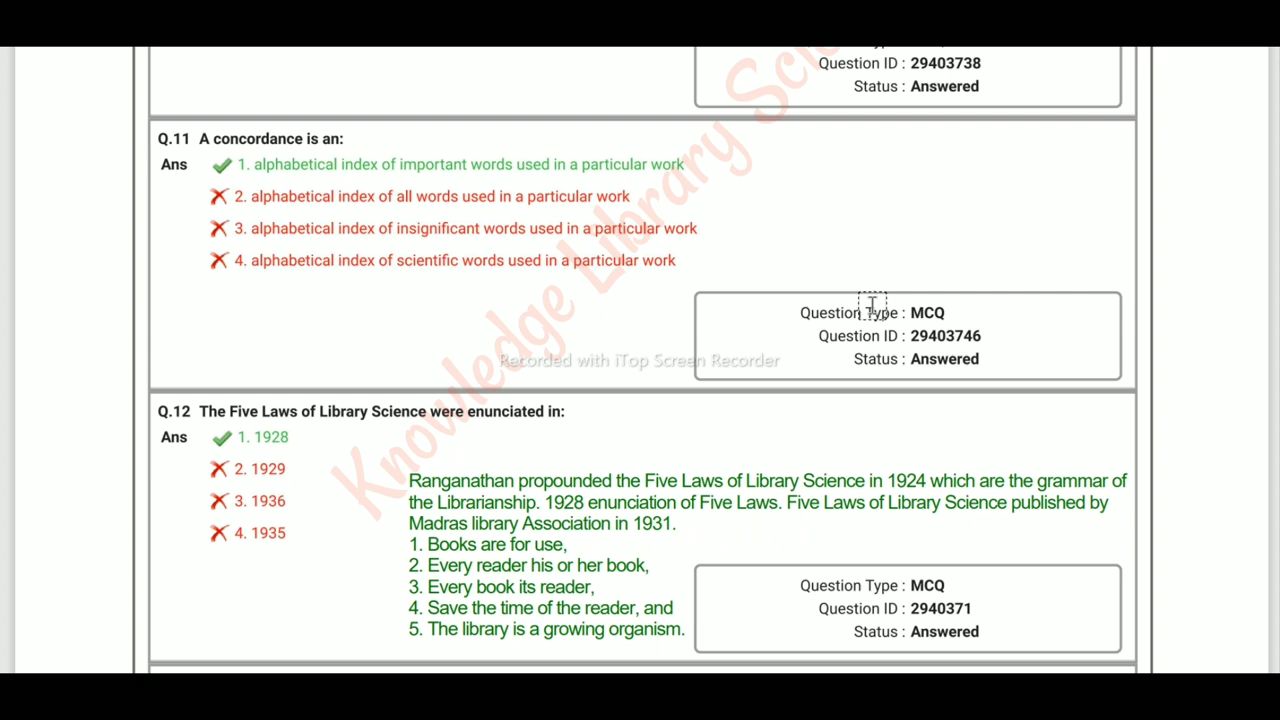 Question ID : 29403738
Status : Answered
Q.11 A concordance is an:
Ans 1. alphabetical index of important words used in a particular work
2. alphabetical index of all words used in a particular work
3. alphabetical index of insignificant words used in a particular work
4. alphabetical index of scientific words used in a particular work
Question Type : MCQ
Question ID : 29403746
Status : Answered
Recorded with iTop Screen Recorder
Knowledge Library Sci
Q.12 The Five Laws of Library Science were enunciated in:
Ans 1. 1928
2. 1929
3. 1936
4. 1935
Ranganathan propounded the Five Laws of Library Science in 1924 which are the grammar of
the Librarianship. 1928 enunciation of Five Laws. Five Laws of Library Science published by
Madras library Association in 1931.
1. Books are for use,
2. Every reader his or her book,
3. Every book its reader,
4. Save the time of the reader, and
5. The library is a growing organism.
Question Type : MCQ
Question ID : 2940371
Status : Answered